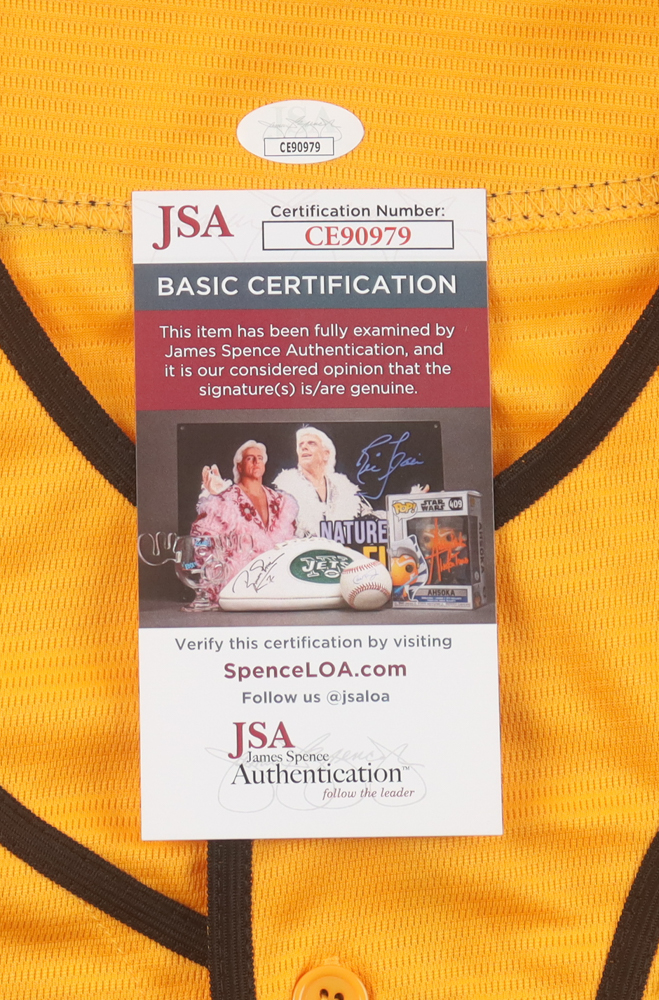 CE90979
JSA
Certification Number:
CE90979
BASIC CERTIFICATION
This item has been fully examined by
James Spence Authentication, and
it is our considered opinion that the
signature(s) is/are genuine.
NATURE
POP!
STAR
WARS
409
JETS
AHSOKA
Verify this certification by visiting
SpenceLOA.com
Follow us @jsaloa
JSA
James Spence
Authentication™
follow the leader